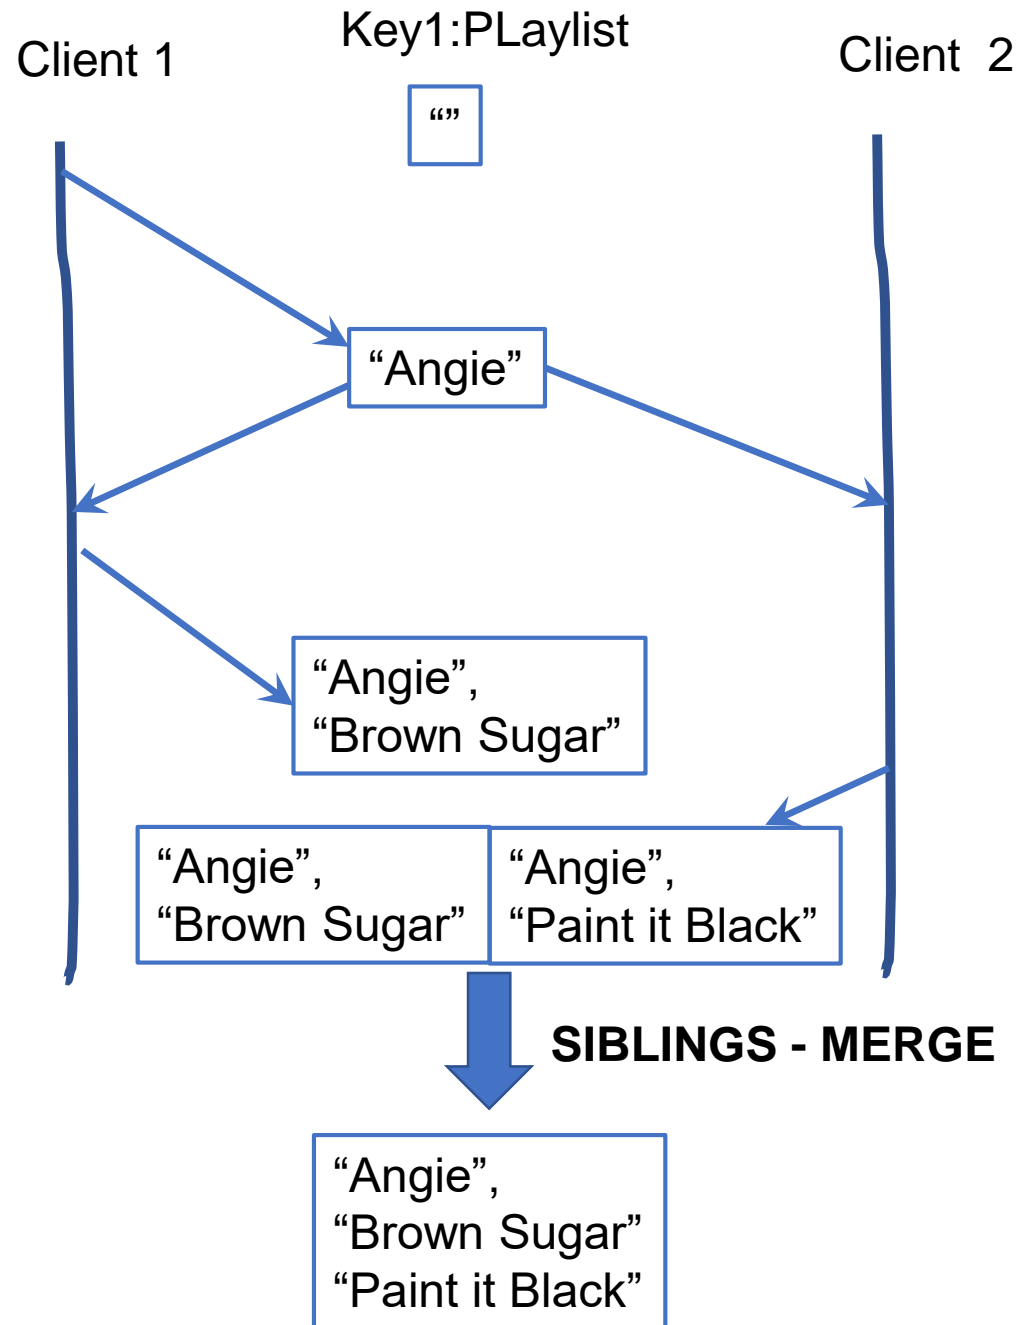 Client 1
Key1:PLaylist
Client  2
“”
“Angie”
“Angie”,
“Brown Sugar”
“Angie”,
“Brown Sugar”
“Angie”,
“Paint it Black”
SIBLINGS - MERGE
“Angie”,
“Brown Sugar”
“Paint it Black”